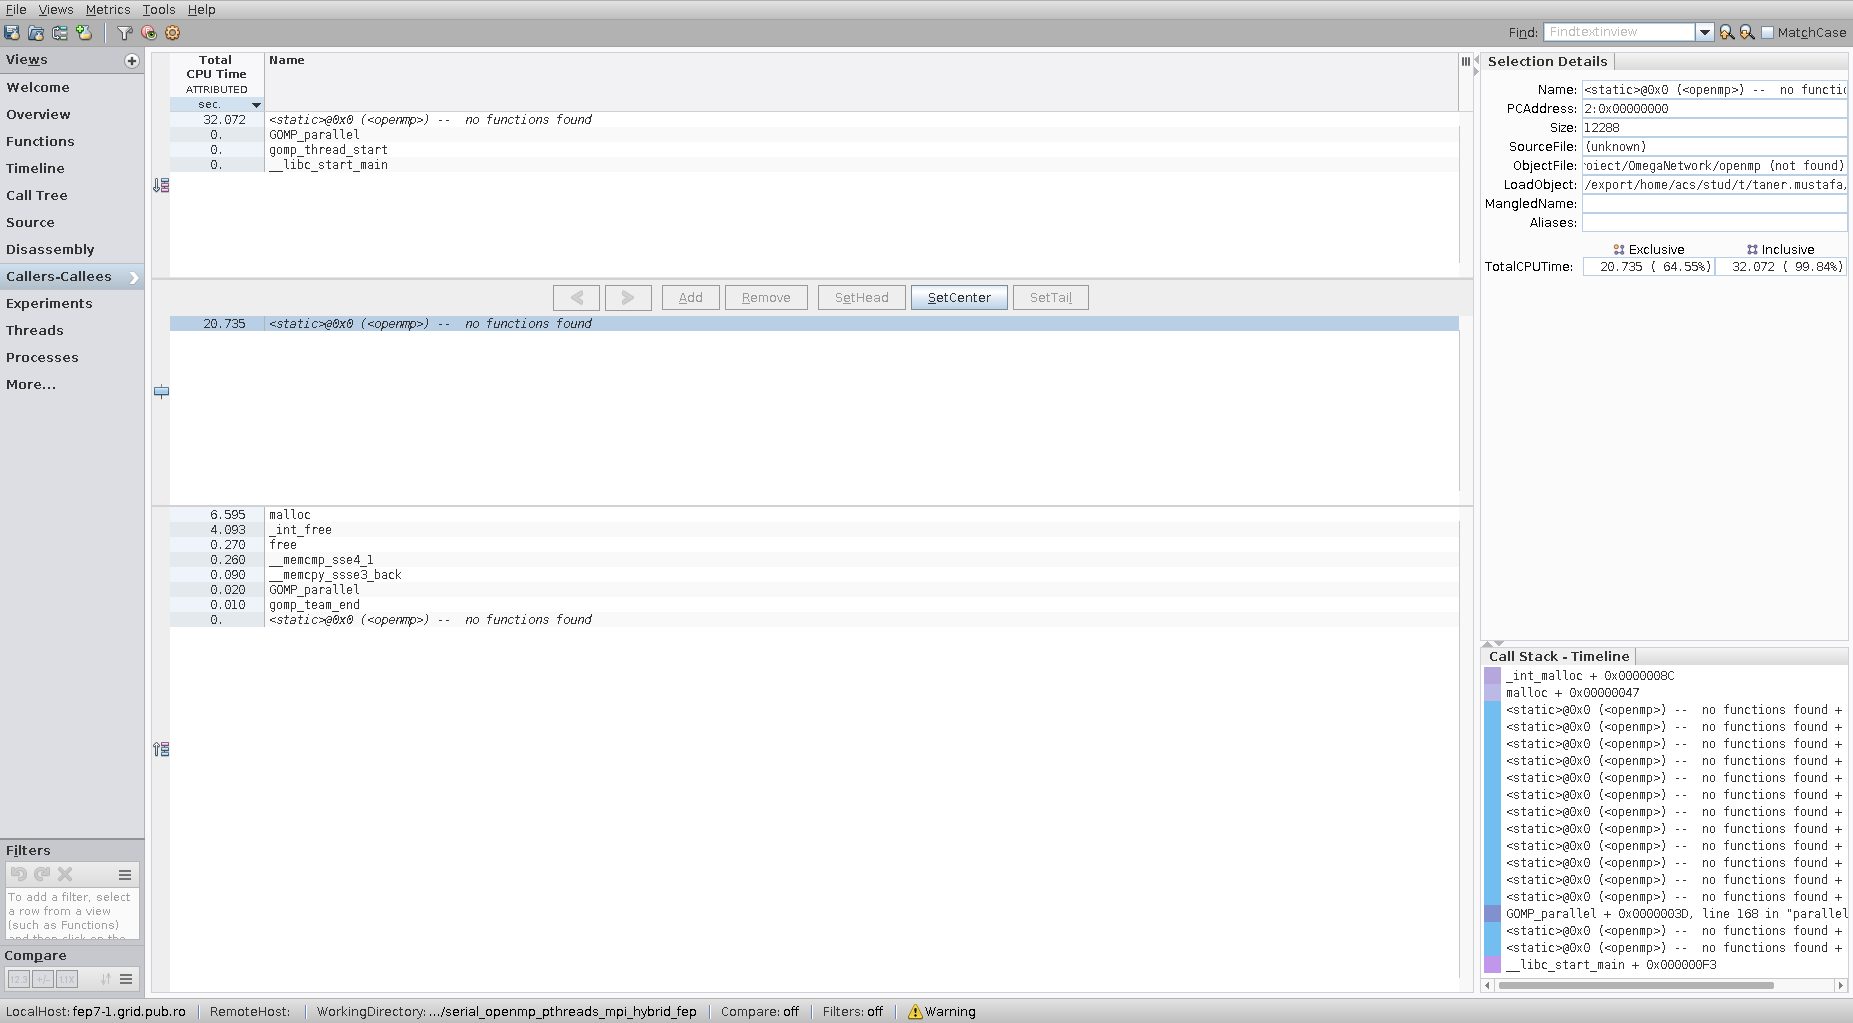 File Views Metrics Tools Help
Find: Findtextinview MatchCase
Views
Welcome
Overview
Functions
Timeline
Call Tree
Source
Disassembly
Callers-Callees
Experiments
Threads
Processes
More...
Filters
To add a filter, select
a row from a view
(such as Functions)
and then click on the
Compare
Total
CPU Time
ATTRIBUTED
sec.
Name
32.072 <static>@0x0 (<openmp>) -- no functions found
0. GOMP_parallel
0. gomp_thread_start
0. __libc_start_main
< > Add Remove SetHead SetCenter SetTail
20.735 <static>@0x0 (<openmp>) -- no functions found
6.595 malloc
4.093 _int_free
0.270 free
0.260 __memcmp_sse4_1
0.090 __memcpy_ssse3_back
0.020 GOMP_parallel
0.010 gomp_team_end
0. <static>@0x0 (<openmp>) -- no functions found
Selection Details
Name: <static>@0x0 (<openmp>) -- no functic
PCAddress: 2:0x00000000
Size: 12288
SourceFile: (unknown)
ObjectFile: roject/OmegaNetwork/openmp (not found)
LoadObject: /export/home/acs/stud/t/taner.mustafa,
MangledName:
Aliases:
Exclusive Inclusive
TotalCPUTime: 20.735 ( 64.55%) 32.072 ( 99.84%)
Call Stack - Timeline
_int_malloc + 0x0000008C
malloc + 0x00000047
<static>@0x0 (<openmp>) -- no functions found +
<static>@0x0 (<openmp>) -- no functions found +
<static>@0x0 (<openmp>) -- no functions found +
<static>@0x0 (<openmp>) -- no functions found +
<static>@0x0 (<openmp>) -- no functions found +
<static>@0x0 (<openmp>) -- no functions found +
<static>@0x0 (<openmp>) -- no functions found +
<static>@0x0 (<openmp>) -- no functions found +
<static>@0x0 (<openmp>) -- no functions found +
<static>@0x0 (<openmp>) -- no functions found +
<static>@0x0 (<openmp>) -- no functions found +
<static>@0x0 (<openmp>) -- no functions found +
GOMP_parallel + 0x0000003D, line 168 in "parallel
<static>@0x0 (<openmp>) -- no functions found +
<static>@0x0 (<openmp>) -- no functions found +
__libc_start_main + 0x000000F3
LocalHost: fep7-1.grid.pub.ro RemoteHost: WorkingDirectory: .../serial_openmp_pthreads_mpi_hybrid_fep Compare: off Filters: off Warning